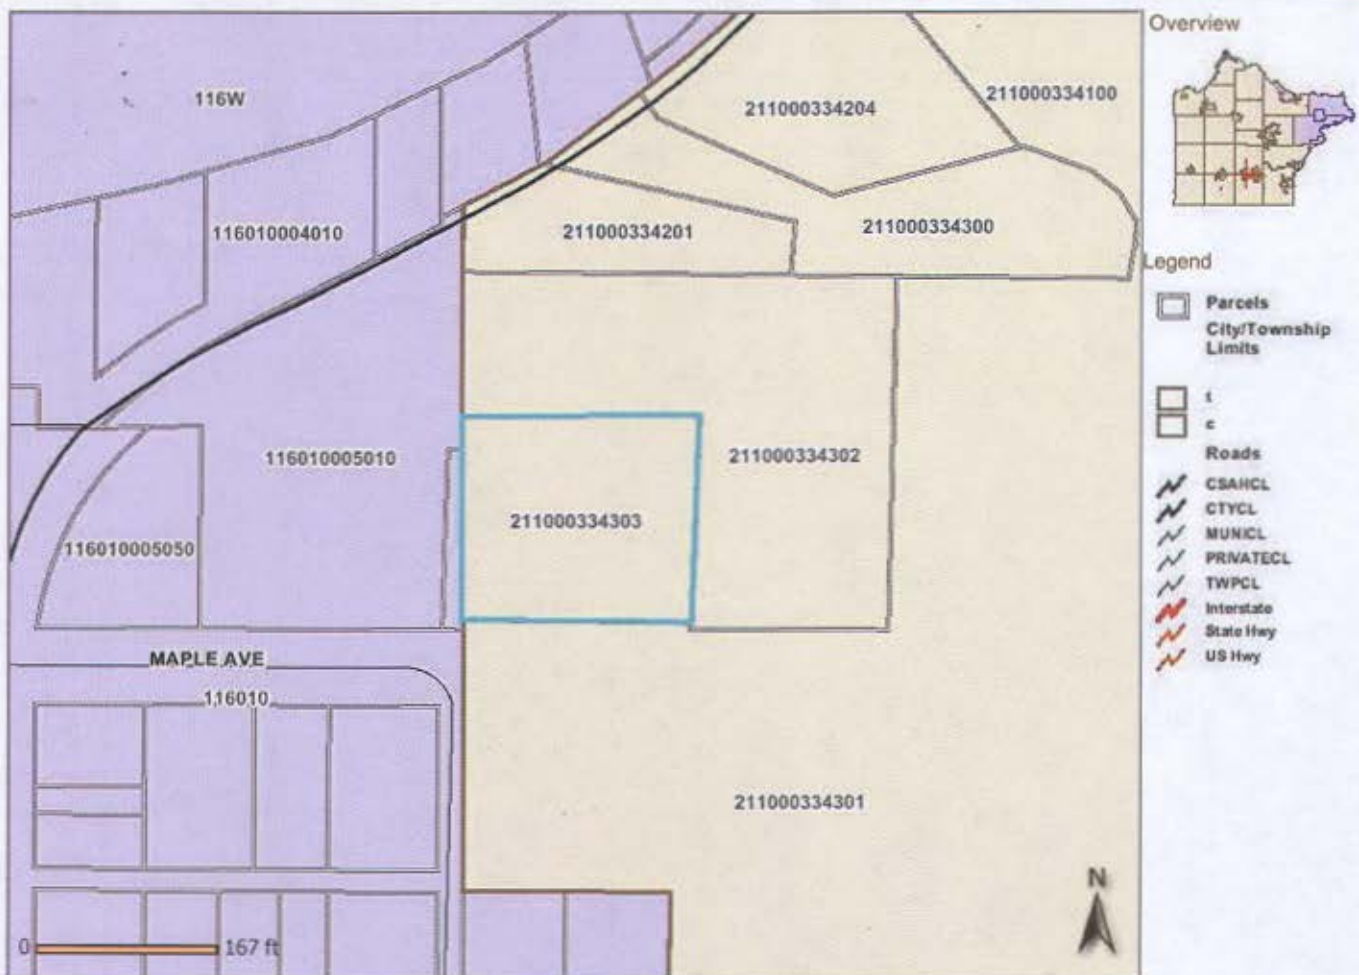 Overview
116W
211000334204
211000334100
116010004010
211000334201
211000334300
Legend
Parcels
City/Township
Limits
t
c
Roads
CSAHCL
CTYCL
MUNICL
PRIVATECL
TWPCL
Interstate
State Hwy
US Hwy
116010005010
211000334302
211000334303
116010005050
MAPLE AVE
116010
211000334301
N
0
167 ft